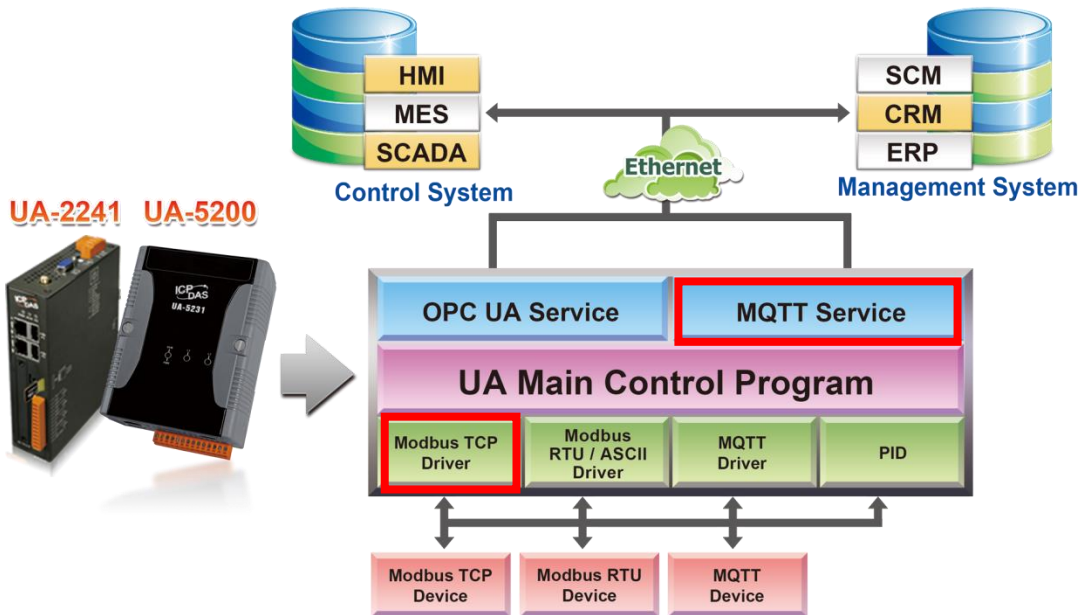 HMI
MES
SCADA
Control System
SCM
CRM
ERP
Management System
Ethernet
UA-2241 UA-5200
ICP DAS
ICP DAS
UA-5231
OPC UA Service
MQTT Service
UA Main Control Program
Modbus TCP
Driver
Modbus
RTU / ASCII
Driver
MQTT
Driver
PID
Modbus TCP
Device
Modbus RTU
Device
MQTT
Device